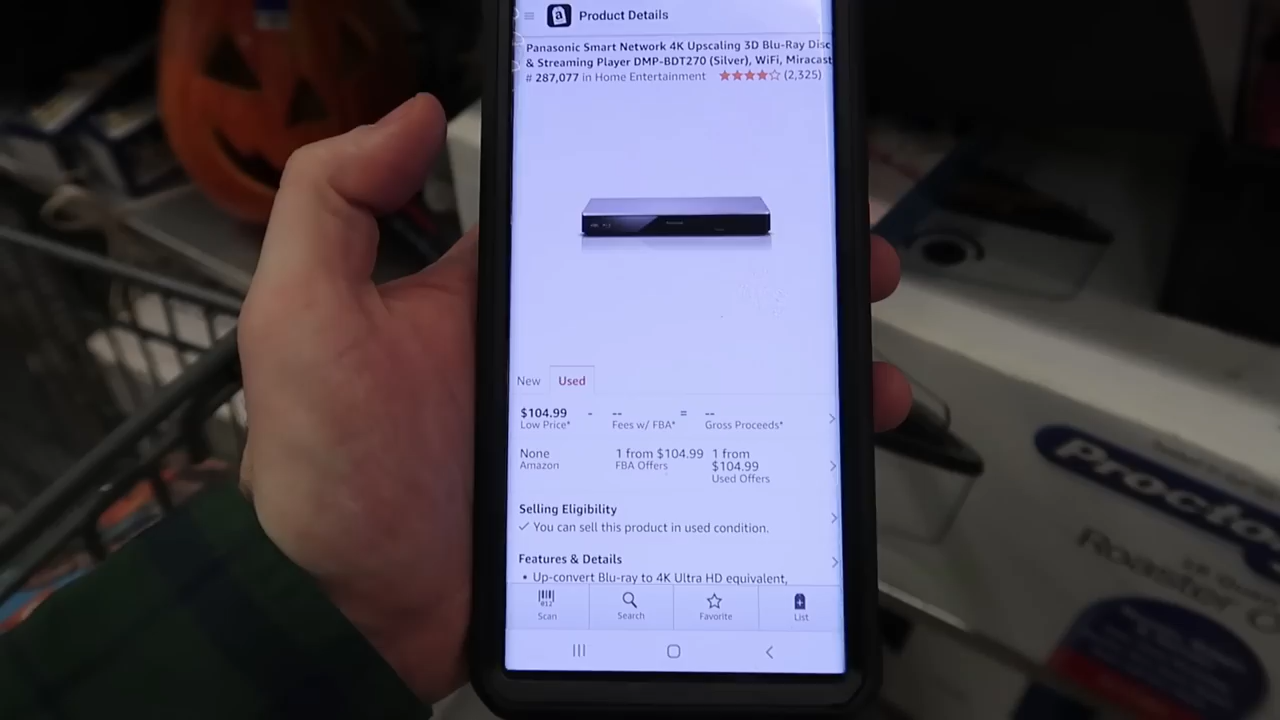 a Product Details
Panasonic Smart Network 4K Upscaling 3D Blu-Ray Disc
& Streaming Player DMP-BDT270 (Silver), WiFi, Miracast
# 287,077 in Home Entertainment (2,325)
New Used
$104.99 - -- = --
Low Price* Fees w/ FBA* Gross Proceeds*
None 1 from $104.99 1 from
Amazon FBA Offers $104.99
Used Offers
Selling Eligibility
✓ You can sell this product in used condition.
Features & Details
• Up-convert Blu-ray to 4K Ultra HD equivalent,
Scan Search Favorite List
Proctor
Roaster